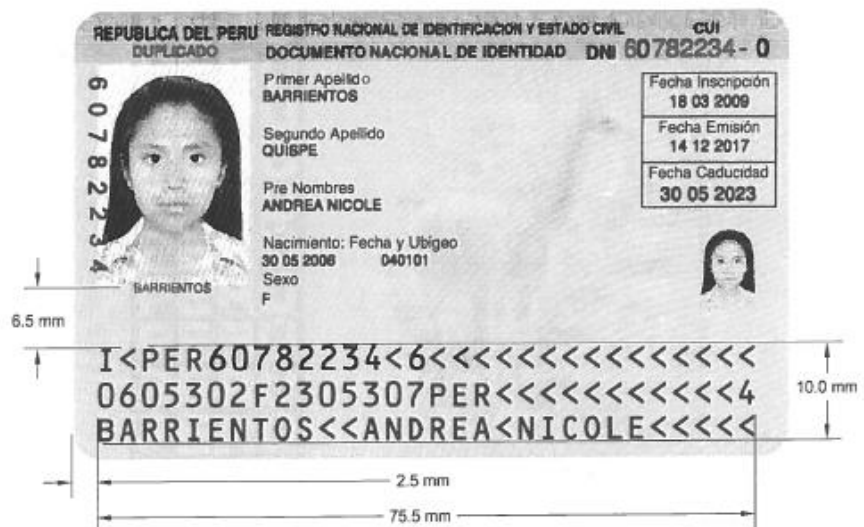 REPUBLICA DEL PERU REGISTRO NACIONAL DE IDENTIFICACION Y ESTADO CIVIL CUI
DUPLICADO DOCUMENTO NACIONAL DE IDENTIDAD DNI 60782234 - 0
60782234
Primer Apellido
BARRIENTOS
Segundo Apellido
QUISPE
Pre Nombres
ANDREA NICOLE
Nacimiento: Fecha y Ubigeo
30 05 2006 040101
Sexo
F
Fecha Inscripción
18 03 2009
Fecha Emisión
14 12 2017
Fecha Caducidad
30 05 2023
BARRIENTOS
6.5 mm
I<PER60782234<6<<<<<<<<<<<<<<<
0605302F2305307PER<<<<<<<<<<<4
BARRIENTOS<<ANDREA<NICOLE<<<<<
10.0 mm
2.5 mm
75.5 mm